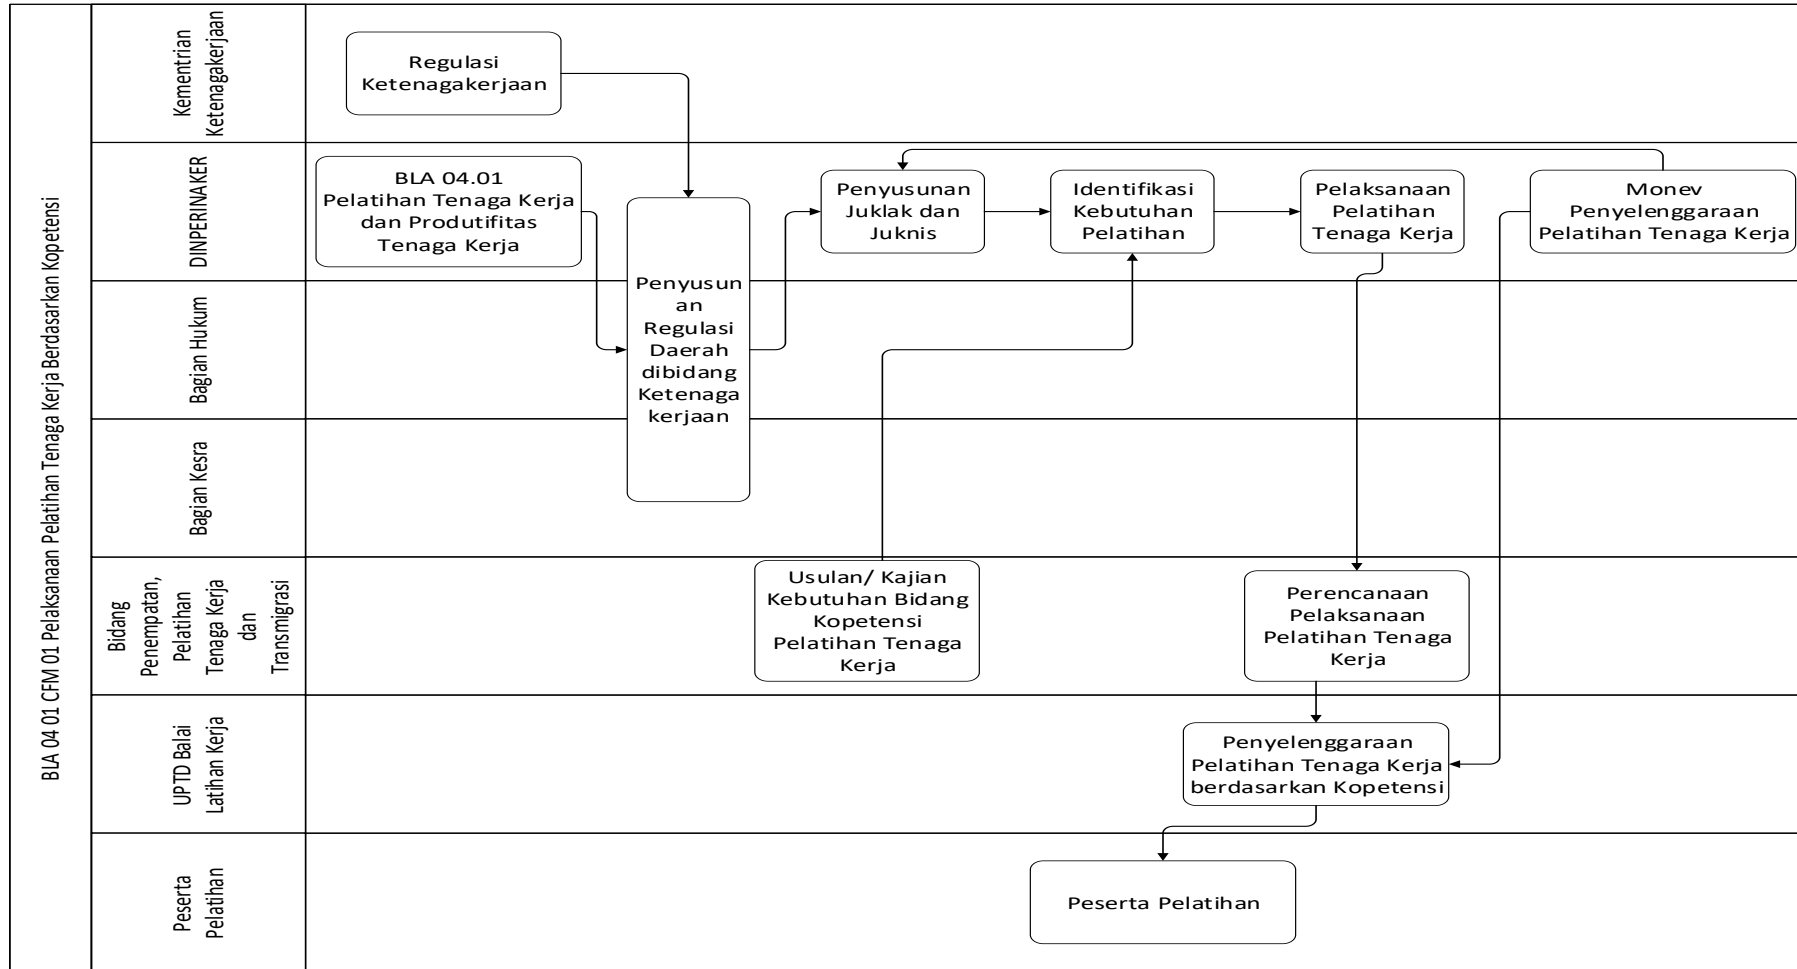 BLA 04 01 CFM 01 Pelaksanaan Pelatihan Tenaga Kerja Berdasarkan Kopetensi
Kementrian
Ketenagakerjaan
Regulasi
Ketenagakerjaan
DINPERINAKER
BLA 04.01
Pelatihan Tenaga Kerja
dan Produtifitas
Tenaga Kerja
Penyusun
an
Regulasi
Daerah
dibidang
Ketenaga
kerjaan
Penyusunan
Juklak dan
Juknis
Identifikasi
Kebutuhan
Pelatihan
Pelaksanaan
Pelatihan
Tenaga Kerja
Monev
Penyelenggaraan
Pelatihan Tenaga Kerja
Bagian Hukum
Bagian Kesra
Bidang
Penempatan,
Pelatihan
Tenaga Kerja
dan
Transmigrasi
Usulan/ Kajian
Kebutuhan Bidang
Kopetensi
Pelatihan Tenaga
Kerja
Perencanaan
Pelaksanaan
Pelatihan Tenaga
Kerja
UPTD Balai
Latihan Kerja
Penyelenggaraan
Pelatihan Tenaga Kerja
berdasarkan Kopetensi
Peserta
Pelatihan
Peserta Pelatihan